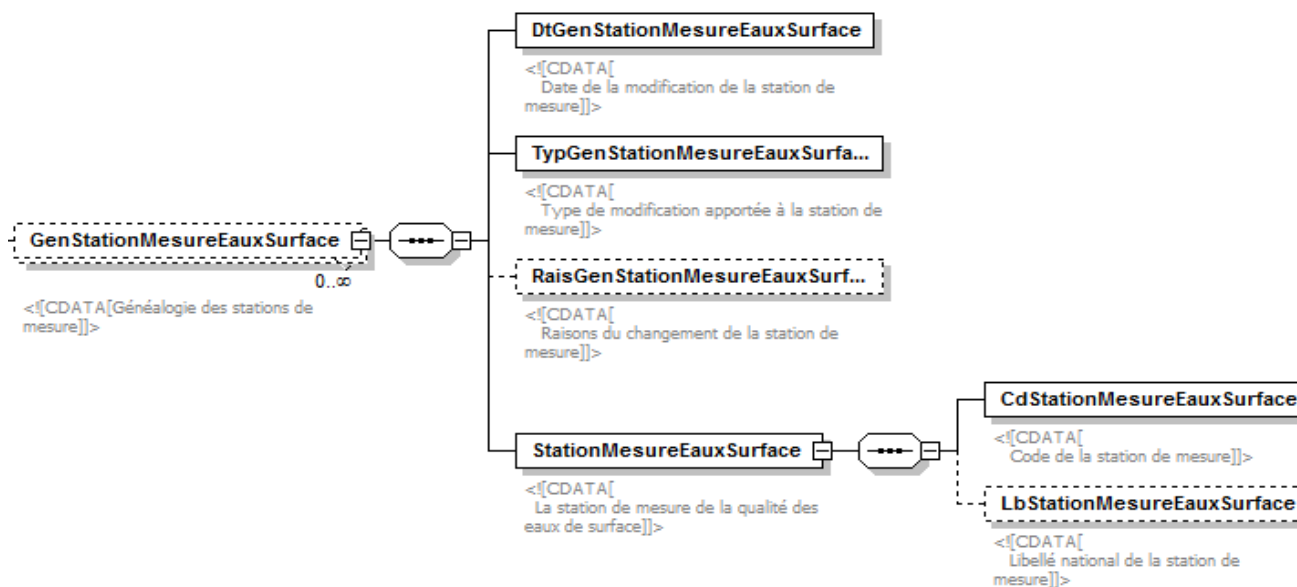 DtGenStationMesureEauxSurface
<![CDATA[
Date de la modification de la station de
mesure]]>
TypGenStationMesureEauxSurfa...
<![CDATA[
Type de modification apportée à la station de
mesure]]>
GenStationMesureEauxSurface
0..∞
<![CDATA[Généalogie des stations de
mesure]]>
RaisGenStationMesureEauxSurf...
<![CDATA[
Raisons du changement de la station de
mesure]]>
StationMesureEauxSurface
<![CDATA[
La station de mesure de la qualité des
eaux de surface]]>
CdStationMesureEauxSurface
<![CDATA[
Code de la station de mesure]]>
LbStationMesureEauxSurface
<![CDATA[
Libellé national de la station de
mesure]]>